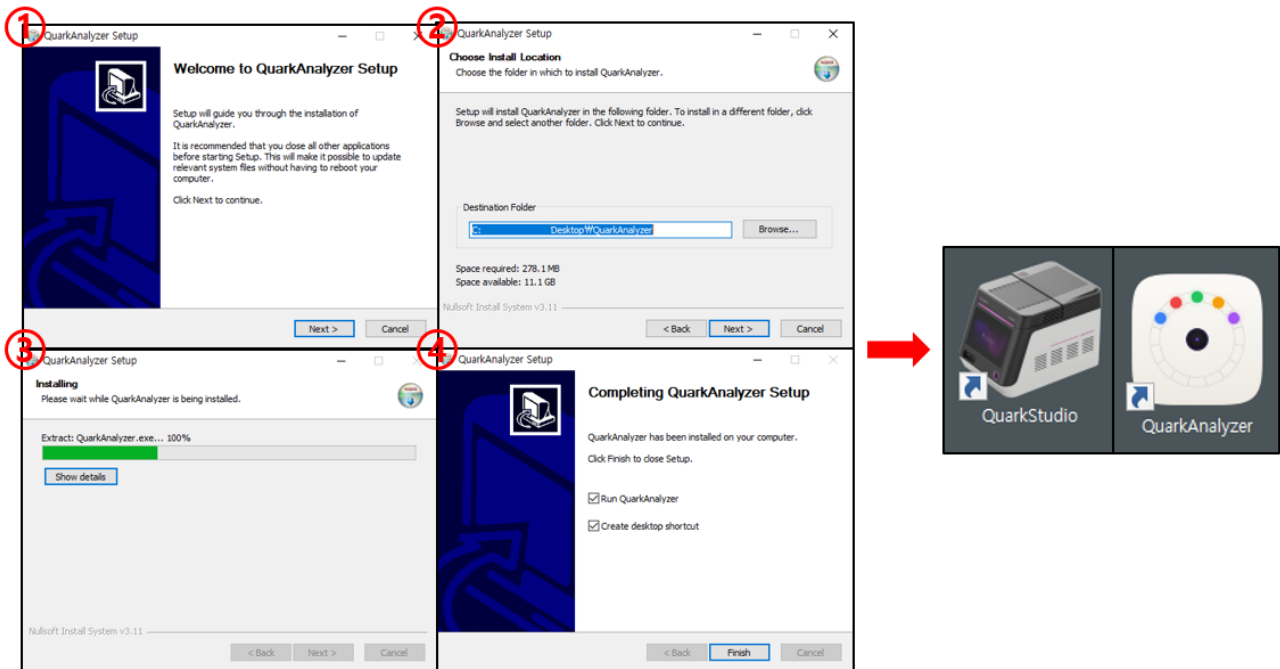 ①
QuarkAnalyzer Setup
Welcome to QuarkAnalyzer Setup
Setup will guide you through the installation of
QuarkAnalyzer.
It is recommended that you close all other applications
before starting Setup. This will make it possible to update
relevant system files without having to reboot your
computer.
Click Next to continue.
Next >
Cancel
②
QuarkAnalyzer Setup
Choose Install Location
Choose the folder in which to install QuarkAnalyzer.
Setup will install QuarkAnalyzer in the following folder. To install in a different folder, click
Browse and select another folder. Click Next to continue.
Destination Folder
C: Desktop₩QuarkAnalyzer
Browse...
Space required: 278.1 MB
Space available: 11.1 GB
Nullsoft Install System v3.11
< Back
Next >
Cancel
③
QuarkAnalyzer Setup
Installing
Please wait while QuarkAnalyzer is being installed.
Extract: QuarkAnalyzer.exe... 100%
Show details
Nullsoft Install System v3.11
< Back
Next >
Cancel
④
QuarkAnalyzer Setup
Completing QuarkAnalyzer Setup
QuarkAnalyzer has been installed on your computer.
Click Finish to close Setup.
Run QuarkAnalyzer
Create desktop shortcut
< Back
Finish
Cancel
QuarkStudio
QuarkAnalyzer